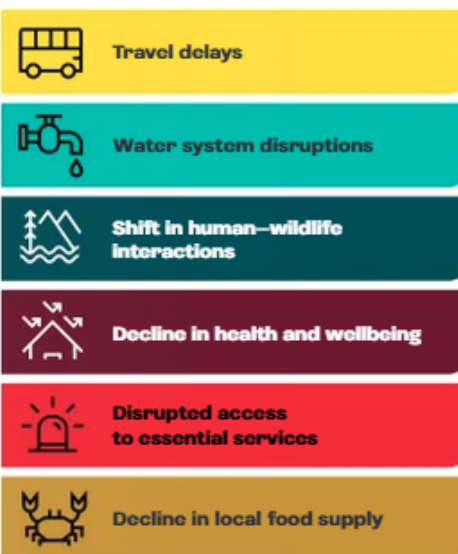 Travel delays
Water system disruptions
Shift in human–wildlife
interactions
Decline in health and wellbeing
Disrupted access
to essential services
Decline in local food supply